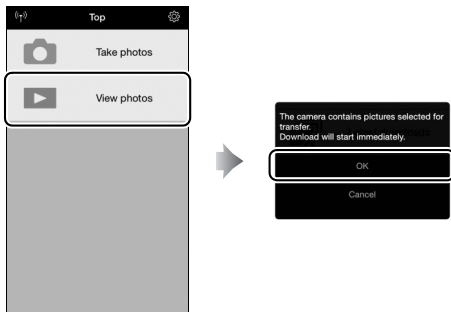 Top
Take photos
View photos
The camera contains pictures selected for
transfer.
Download will start immediately.
OK
Cancel